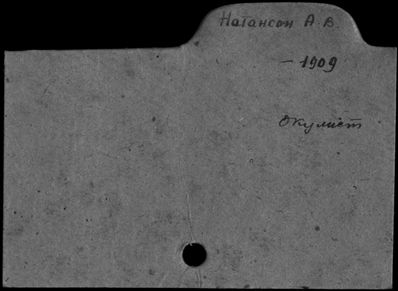 Натансон А. В.
– 1909
Окулист